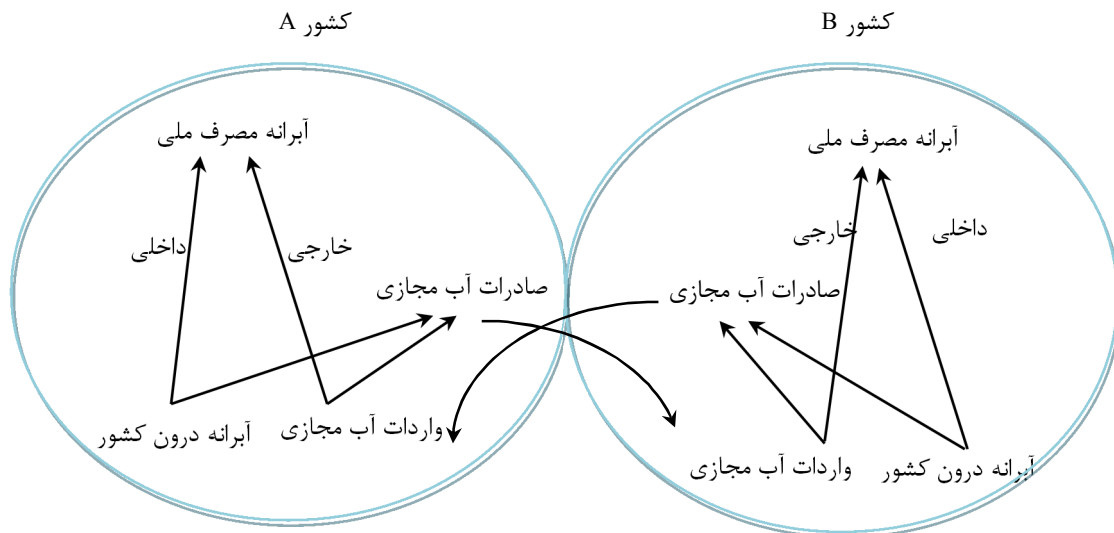 کشور A
آبرانه مصرف ملی
داخلی
خارجی
صادرات آب مجازی
آبرانه درون کشور
واردات آب مجازی
کشور B
آبرانه مصرف ملی
خارجی
داخلی
صادرات آب مجازی
واردات آب مجازی
آبرانه درون کشور